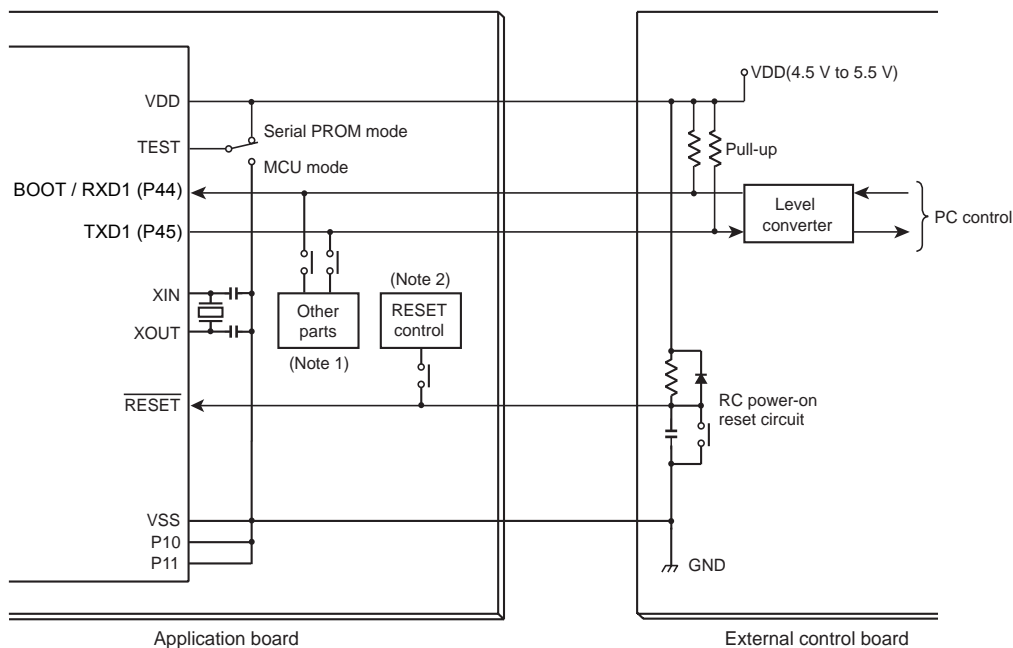 VDD(4.5 V to 5.5 V)
VDD
Serial PROM mode
TEST
MCU mode
Pull-up
BOOT / RXD1 (P44)
TXD1 (P45)
Level
converter
PC control
XIN
XOUT
Other
parts
(Note 1)
(Note 2)
RESET
control
RESET
RC power-on
reset circuit
VSS
P10
P11
GND
Application board
External control board